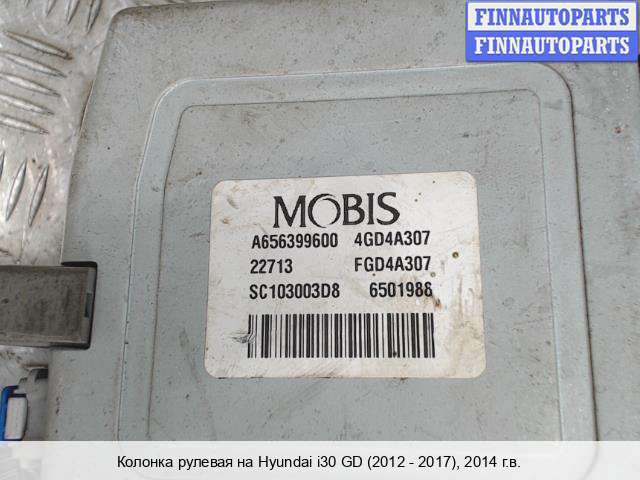 FINNAUTOPARTS
FINNAUTOPARTS
MOBIS
A656399600 4GD4A307
22713 FGD4A307
SC103003D8 6501988
Колонка рулевая на Hyundai i30 GD (2012 - 2017), 2014 г.в.